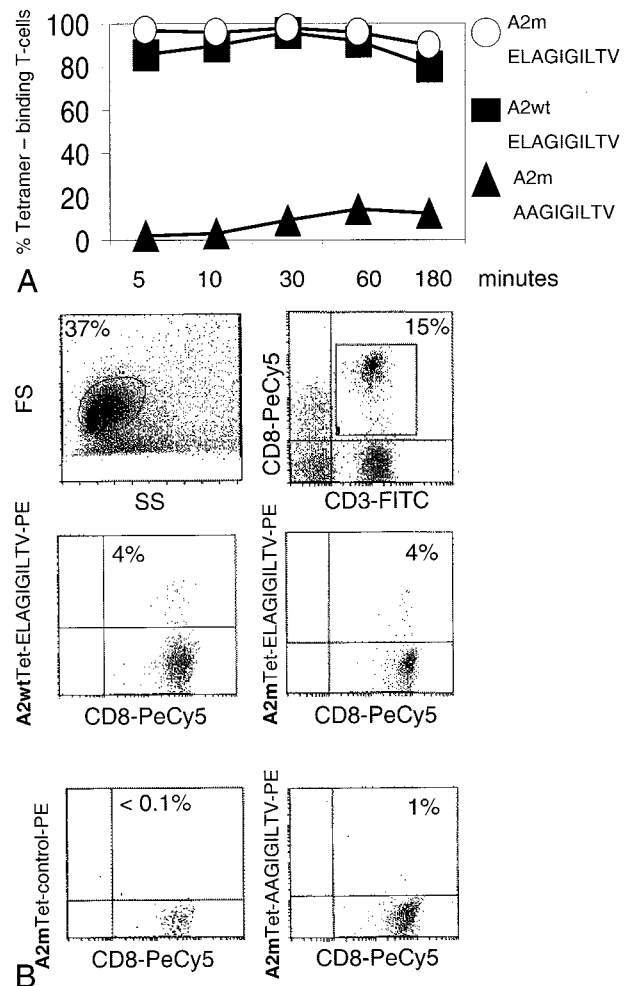 % Tetramer – binding T-cells
100
80
60
40
20
0
5 10 30 60 180 minutes
A2m
ELAGIGILTV
A2wt
ELAGIGILTV
A2m
AAGIGILTV
A
37%
FS
SS
15%
CD8-PeCy5
CD3-FITC
4%
A2wtTet-ELAGIGILTV-PE
CD8-PeCy5
4%
A2mTet-ELAGIGILTV-PE
CD8-PeCy5
< 0.1%
A2mTet-control-PE
CD8-PeCy5
1%
A2mTet-AAGIGILTV-PE
CD8-PeCy5
B